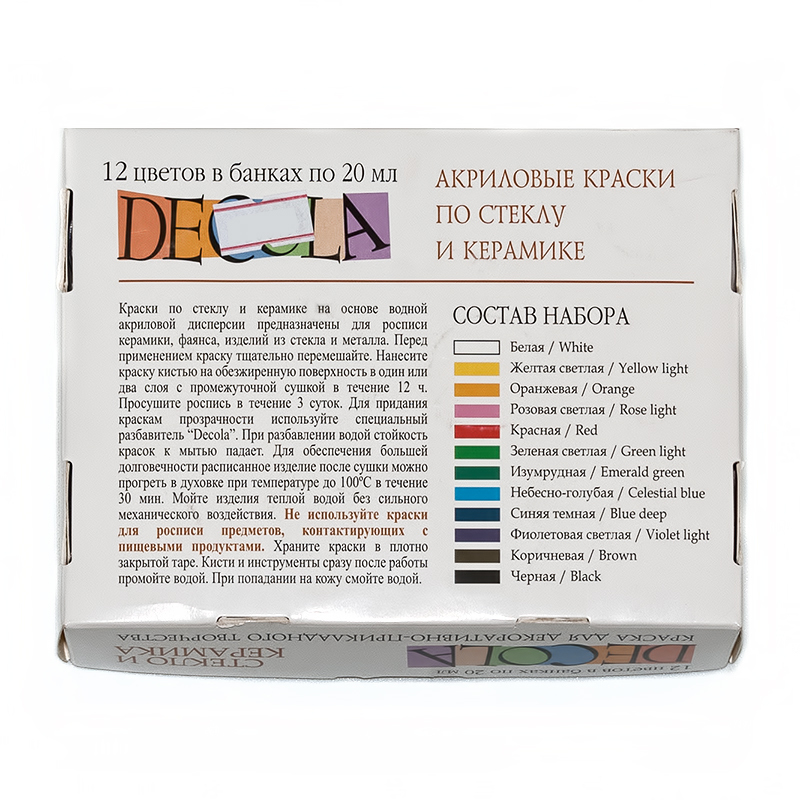 12 цветов в банках по 20 мл
DECOLA
АКРИЛОВЫЕ КРАСКИ
ПО СТЕКЛУ
И КЕРАМИКЕ
Краски по стеклу и керамике на основе водной
акриловой дисперсии предназначены для росписи
керамики, фаянса, изделий из стекла и металла. Перед
применением краску тщательно перемешайте. Нанесите
краску кистью на обезжиренную поверхность в один или
два слоя с промежуточной сушкой в течение 12 ч.
Просушите роспись в течение 3 суток. Для придания
краскам прозрачности используйте специальный
разбавитель “Decola”. При разбавлении водой стойкость
красок к мытью падает. Для обеспечения большей
долговечности расписанное изделие после сушки можно
прогреть в духовке при температуре до 100ºС в течение
30 мин. Мойте изделия теплой водой без сильного
механического воздействия. Не используйте краски
для росписи предметов, контактирующих с
пищевыми продуктами. Храните краски в плотно
закрытой таре. Кисти и инструменты сразу после работы
промойте водой. При попадании на кожу смойте водой.
СОСТАВ НАБОРА
Белая / White
Желтая светлая / Yellow light
Оранжевая / Orange
Розовая светлая / Rose light
Красная / Red
Зеленая светлая / Green light
Изумрудная / Emerald green
Небесно-голубая / Celestial blue
Синяя темная / Blue deep
Фиолетовая светлая / Violet light
Коричневая / Brown
Черная / Black
КРАСКА ДЛЯ ДЕКОРАТИВНО-ПРИКЛАДНОГО ТВОРЧЕСТВА
СТЕКЛО И
КЕРАМИКА
DECOLA
12 цветов в банках по 20 мл